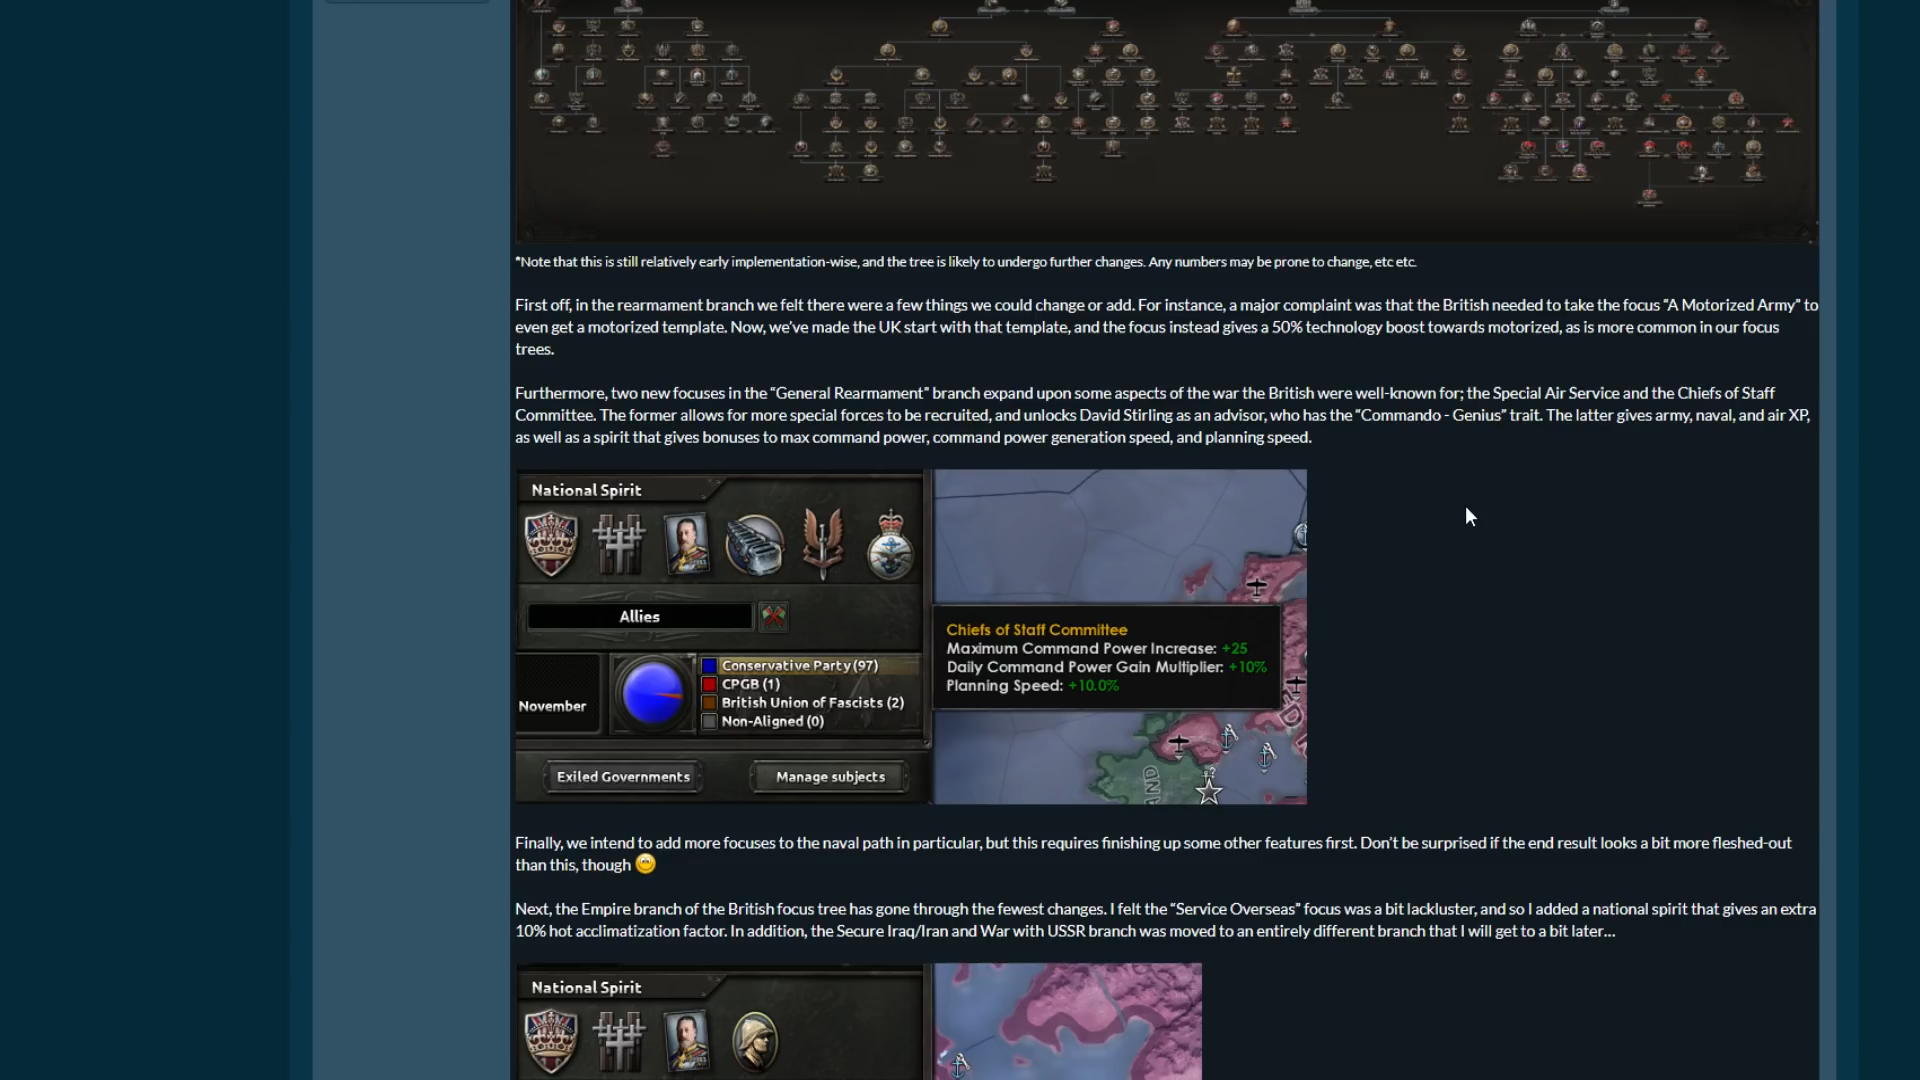 *Note that this is still relatively early implementation-wise, and the tree is likely to undergo further changes. Any numbers may be prone to change, etc etc.
First off, in the rearmament branch we felt there were a few things we could change or add. For instance, a major complaint was that the British needed to take the focus "A Motorized Army" to
even get a motorized template. Now, we've made the UK start with that template, and the focus instead gives a 50% technology boost towards motorized, as is more common in our focus
trees.
Furthermore, two new focuses in the "General Rearmament" branch expand upon some aspects of the war the British were well-known for; the Special Air Service and the Chiefs of Staff
Committee. The former allows for more special forces to be recruited, and unlocks David Stirling as an advisor, who has the "Commando - Genius" trait. The latter gives army, naval, and air XP,
as well as a spirit that gives bonuses to max command power, command power generation speed, and planning speed.
National Spirit
Allies
Conservative Party (97)
CPGB (1)
British Union of Fascists (2)
Non-Aligned (0)
November
Exiled Governments
Manage subjects
Chiefs of Staff Committee
Maximum Command Power Increase: +25
Daily Command Power Gain Multiplier: +10%
Planning Speed: +10.0%
AND
D
Finally, we intend to add more focuses to the naval path in particular, but this requires finishing up some other features first. Don't be surprised if the end result looks a bit more fleshed-out
than this, though
Next, the Empire branch of the British focus tree has gone through the fewest changes. I felt the "Service Overseas" focus was a bit lackluster, and so I added a national spirit that gives an extra
10% hot acclimatization factor. In addition, the Secure Iraq/Iran and War with USSR branch was moved to an entirely different branch that I will get to a bit later...
National Spirit